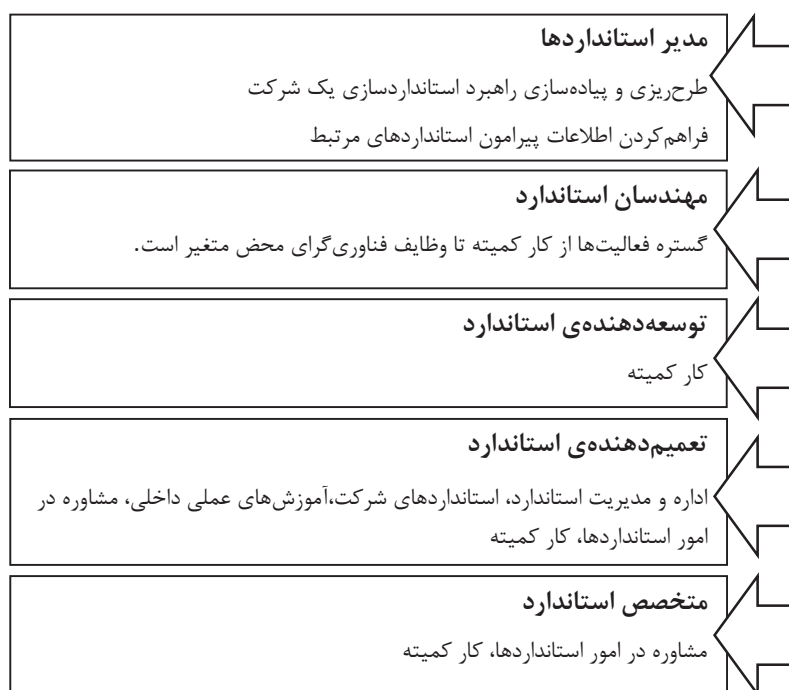 مدیر استانداردها
طرح‌ریزی و پیاده‌سازی راهبرد استانداردسازی یک شرکت
فراهم‌کردن اطلاعات پیرامون استانداردهای مرتبط
مهندسان استاندارد
گستره فعالیت‌ها از کار کمیته تا وظایف فناوری‌گرای محض متغیر است.
توسعه‌دهنده‌ی استاندارد
کار کمیته
تعمیم‌دهنده‌ی استاندارد
اداره و مدیریت استاندارد، استانداردهای شرکت،آموزش‌های عملی داخلی، مشاوره در
امور استانداردها، کار کمیته
متخصص استاندارد
مشاوره در امور استانداردها، کار کمیته